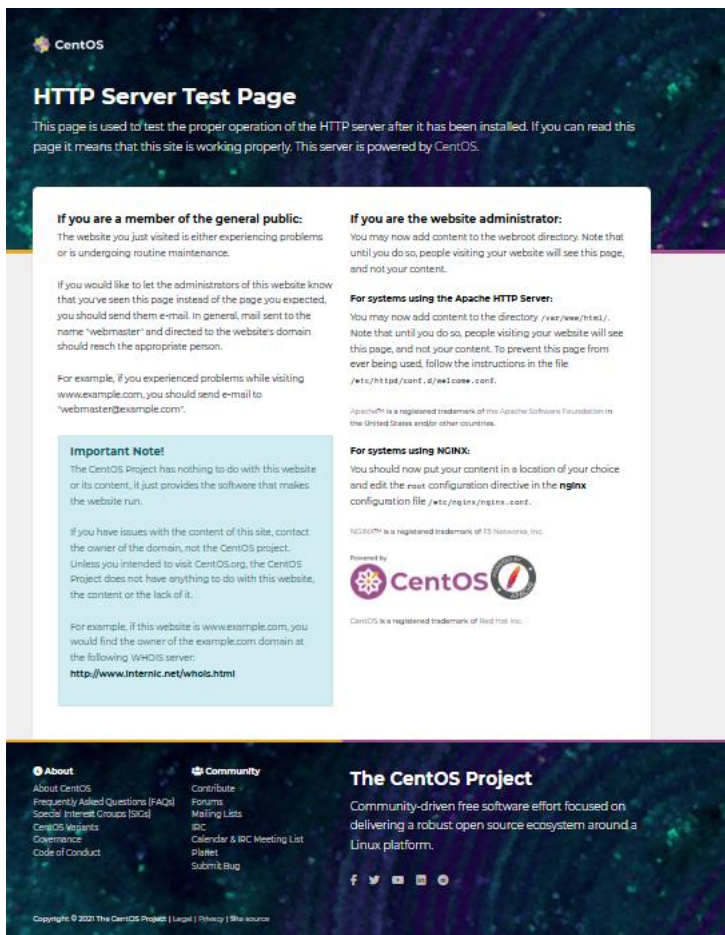 CentOS
HTTP Server Test Page
This page is used to test the proper operation of the HTTP server after it has been installed. If you can read this
page it means that this site is working properly. This server is powered by CentOS.
If you are a member of the general public:
The website you just visited is either experiencing problems
or is undergoing routine maintenance.
If you would like to let the administrators of this website know
that you've seen this page instead of the page you expected,
you should send them e-mail. In general, mail sent to the
name "webmaster" and directed to the website's domain
should reach the appropriate person.
For example, if you experienced problems while visiting
www.example.com, you should send e-mail to
"webmaster@example.com".
Important Note!
The CentOS Project has nothing to do with this website
or its content, it just provides the software that makes
the website run.
If you have issues with the content of this site, contact
the owner of the domain, not the CentOS project.
Unless you intended to visit CentOS.org, the CentOS
Project does not have anything to do with this website,
the content or the lack of it.
For example, if this website is www.example.com, you
would find the owner of the example.com domain at
the following WHOIS server:
http://www.internic.net/whois.html
If you are the website administrator:
You may now add content to the webroot directory. Note that
until you do so, people visiting your website will see this page,
and not your content.
For systems using the Apache HTTP Server:
You may now add content to the directory /var/www/html/.
Note that until you do so, people visiting your website will see
this page, and not your content. To prevent this page from
ever being used, follow the instructions in the file
/etc/httpd/conf.d/welcome.conf.
Apache™ is a registered trademark of the Apache Software Foundation in
the United States and/or other countries.
For systems using NGINX:
You should now put your content in a location of your choice
and edit the root configuration directive in the nginx
configuration file /etc/nginx/nginx.conf.
NGINX™ is a registered trademark of F5 Networks, Inc.
Powered by
CentOS
POWERED BY APACHE
CentOS is a registered trademark of Red Hat Inc.
About
About CentOS
Frequently Asked Questions (FAQs)
Special Interest Groups (SIGs)
CentOS Variants
Governance
Code of Conduct
Community
Contribute
Forums
Mailing Lists
IRC
Calendar & IRC Meeting List
Planet
Submit Bug
The CentOS Project
Community-driven free software effort focused on
delivering a robust open source ecosystem around a
Linux platform.
Copyright © 2021 The CentOS Project | Legal | Privacy | Site source